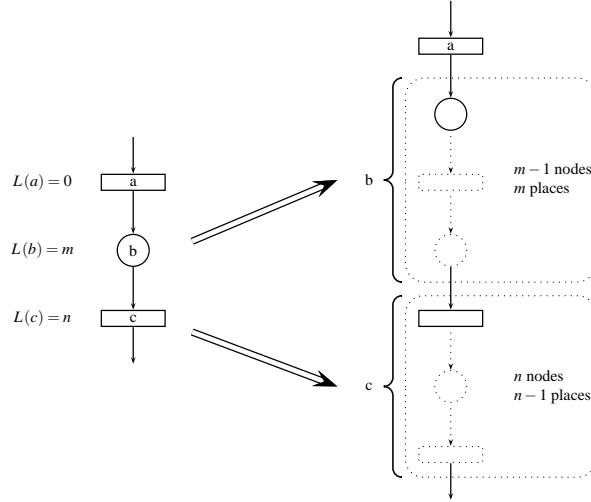 a
L(a) = 0
a
b
m − 1 nodes
m places
L(b) = m
b
L(c) = n
c
c
n nodes
n − 1 places